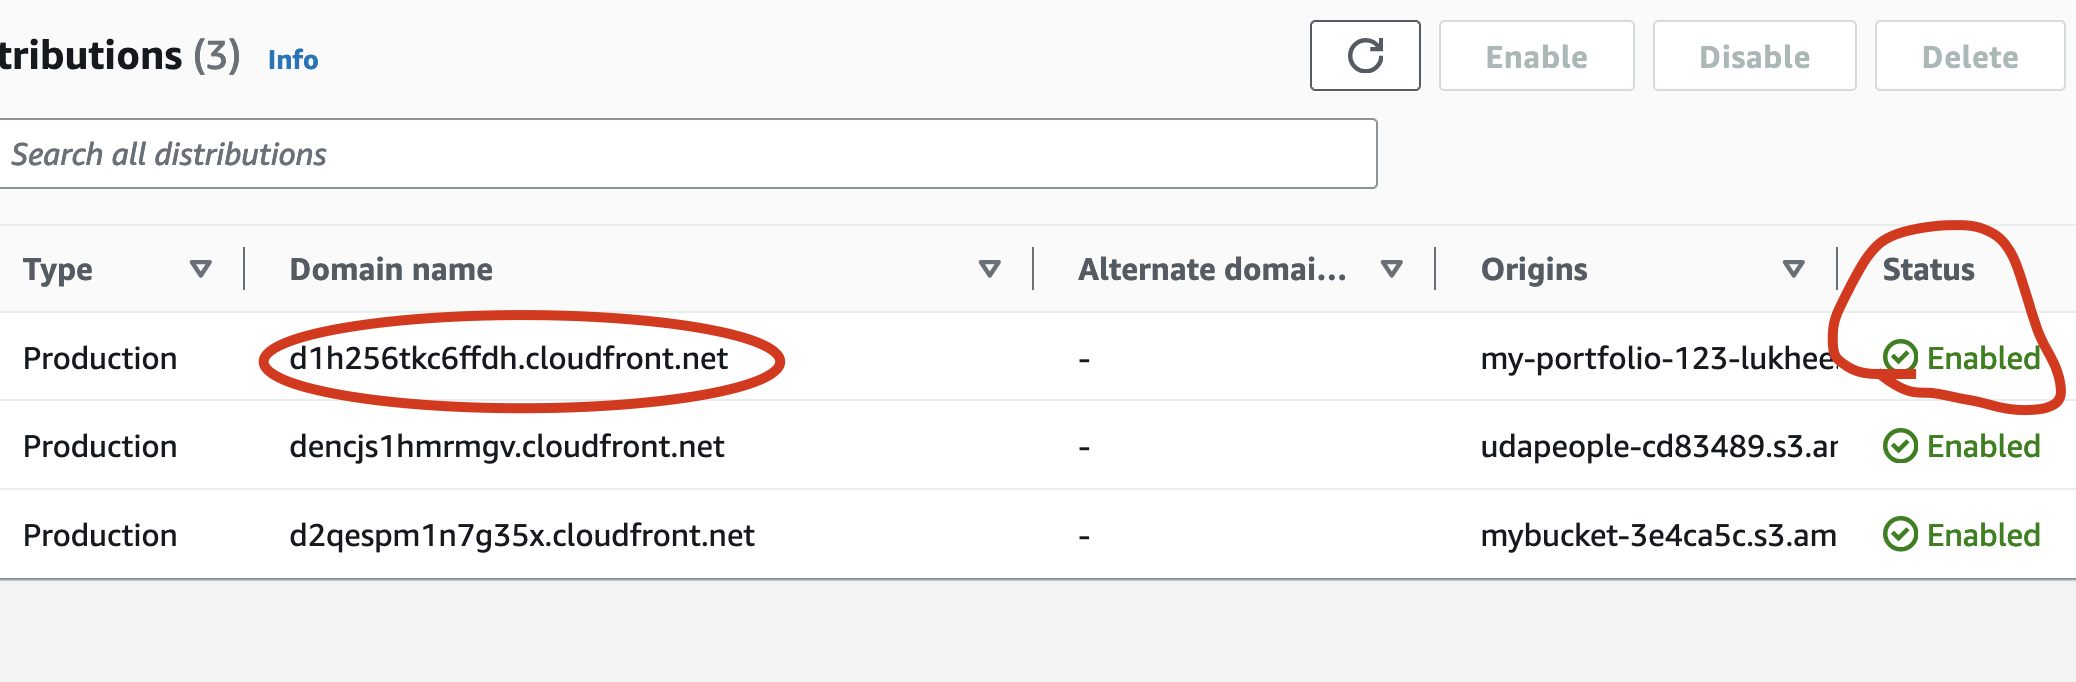 tributions (3) Info
Enable Disable Delete
Search all distributions
Type Domain name Alternate domai... Origins Status
Production d1h256tkc6ffdh.cloudfront.net - my-portfolio-123-lukhee Enabled
Production dencjs1hmrmgv.cloudfront.net - udapeople-cd83489.s3.ar Enabled
Production d2qespm1n7g35x.cloudfront.net - mybucket-3e4ca5c.s3.am Enabled